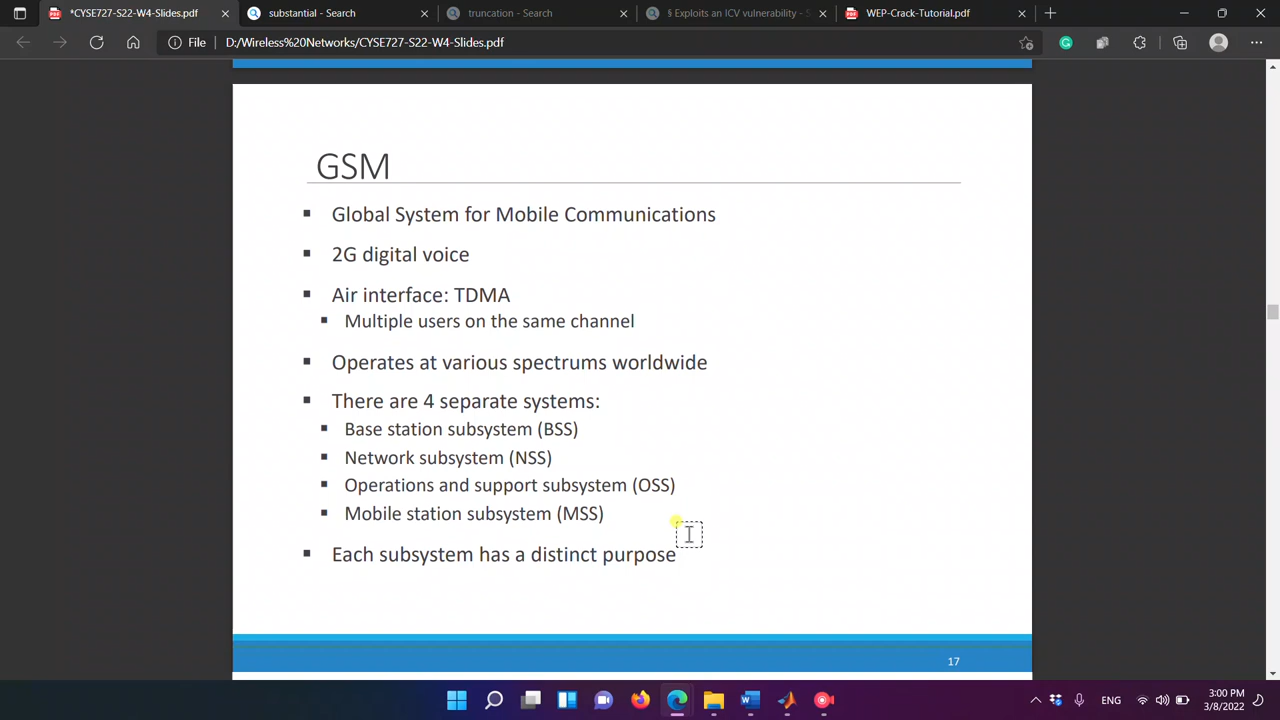 *CYSE727-S22-W4-Slides.pdf
substantial - Search
truncation - Search
§ Exploits an ICV vulnerability - S
WEP-Crack-Tutorial.pdf
File
D:/Wireless%20Networks/CYSE727-S22-W4-Slides.pdf
GSM
▪ Global System for Mobile Communications
▪ 2G digital voice
▪ Air interface: TDMA
▪ Multiple users on the same channel
▪ Operates at various spectrums worldwide
▪ There are 4 separate systems:
▪ Base station subsystem (BSS)
▪ Network subsystem (NSS)
▪ Operations and support subsystem (OSS)
▪ Mobile station subsystem (MSS)
▪ Each subsystem has a distinct purpose
17
ENG
3:00 PM
3/8/2022